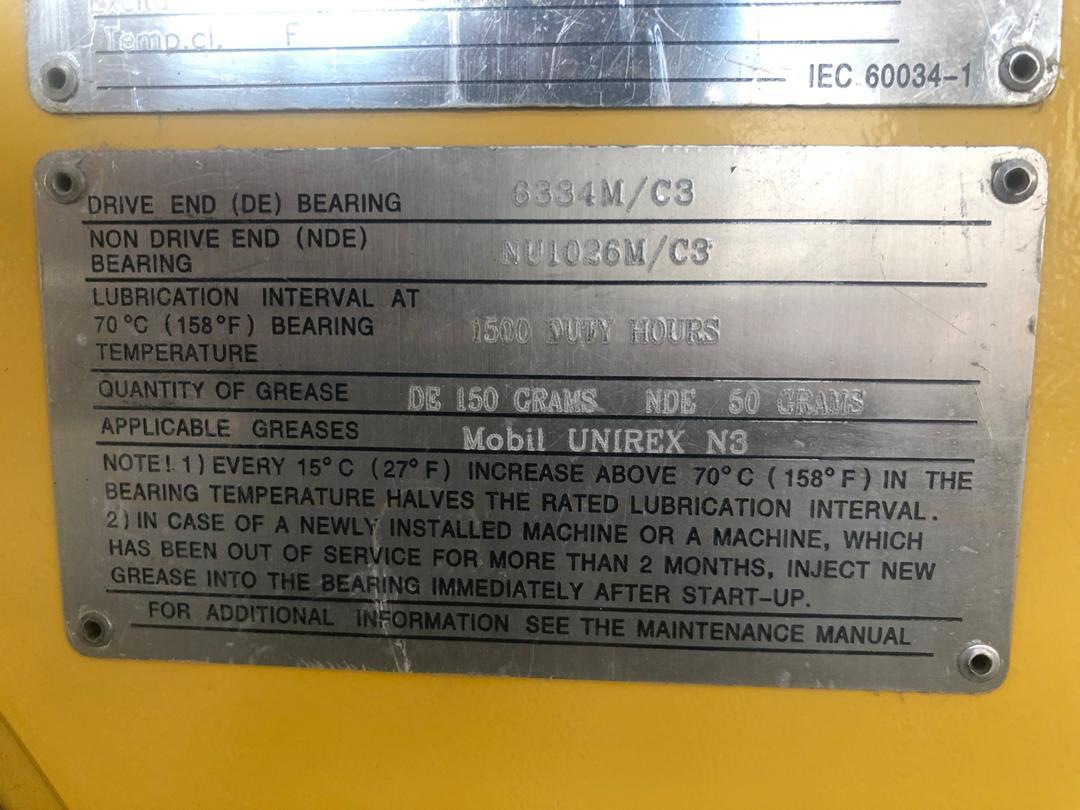 Temp.cl. F
IEC 60034-1
DRIVE END (DE) BEARING 6334M/C3
NON DRIVE END (NDE)
BEARING NU1026M/C3
LUBRICATION INTERVAL AT
70°C (158°F) BEARING 1500 DUTY HOURS
TEMPERATURE
QUANTITY OF GREASE DE 150 GRAMS NDE 50 GRAMS
APPLICABLE GREASES Mobil UNIREX N3
NOTE! 1) EVERY 15°C (27°F) INCREASE ABOVE 70°C (158°F) IN THE
BEARING TEMPERATURE HALVES THE RATED LUBRICATION INTERVAL.
2) IN CASE OF A NEWLY INSTALLED MACHINE OR A MACHINE, WHICH
HAS BEEN OUT OF SERVICE FOR MORE THAN 2 MONTHS, INJECT NEW
GREASE INTO THE BEARING IMMEDIATELY AFTER START-UP.
FOR ADDITIONAL INFORMATION SEE THE MAINTENANCE MANUAL